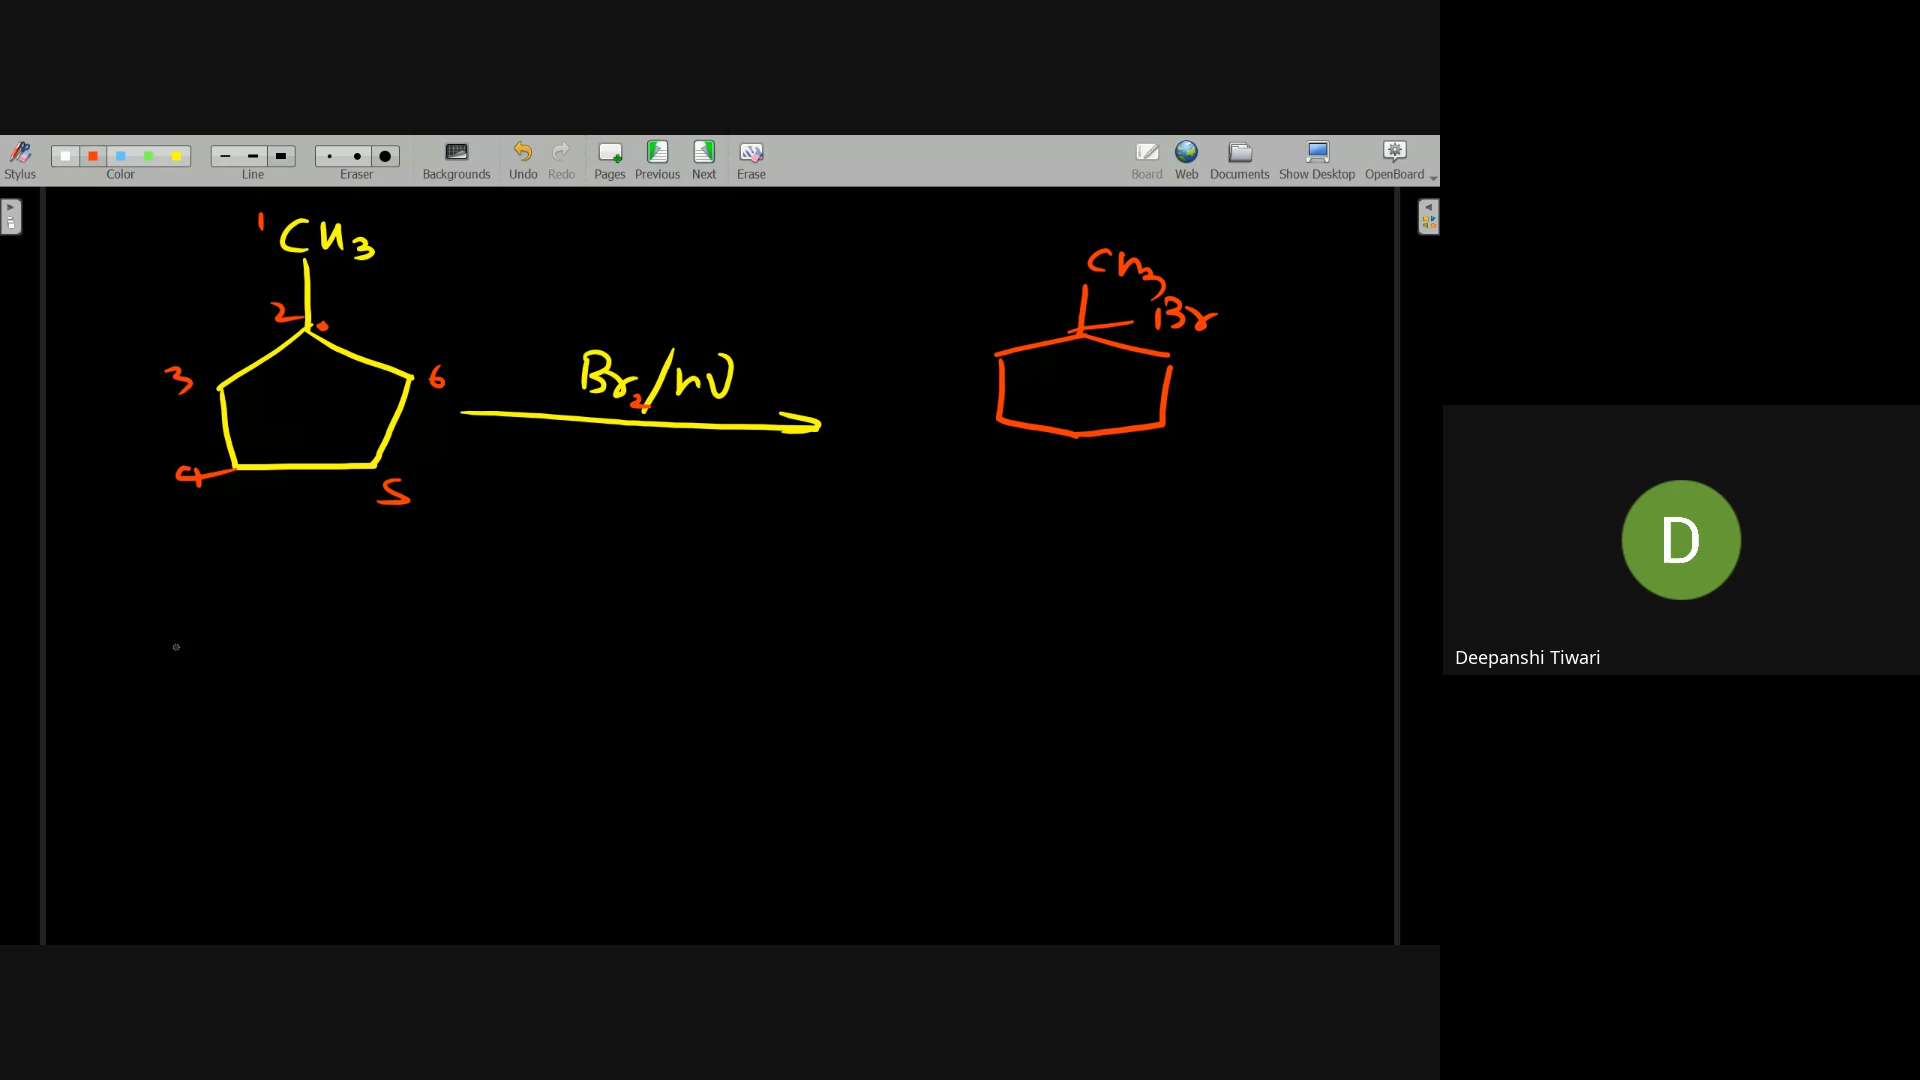 Stylus Color Line Eraser Backgrounds Undo Redo Pages Previous Next Erase Board Web Documents Show Desktop OpenBoard
1 CH3
2
3
6
4
5
Br2/hν
CH3
Br
D
Deepanshi Tiwari